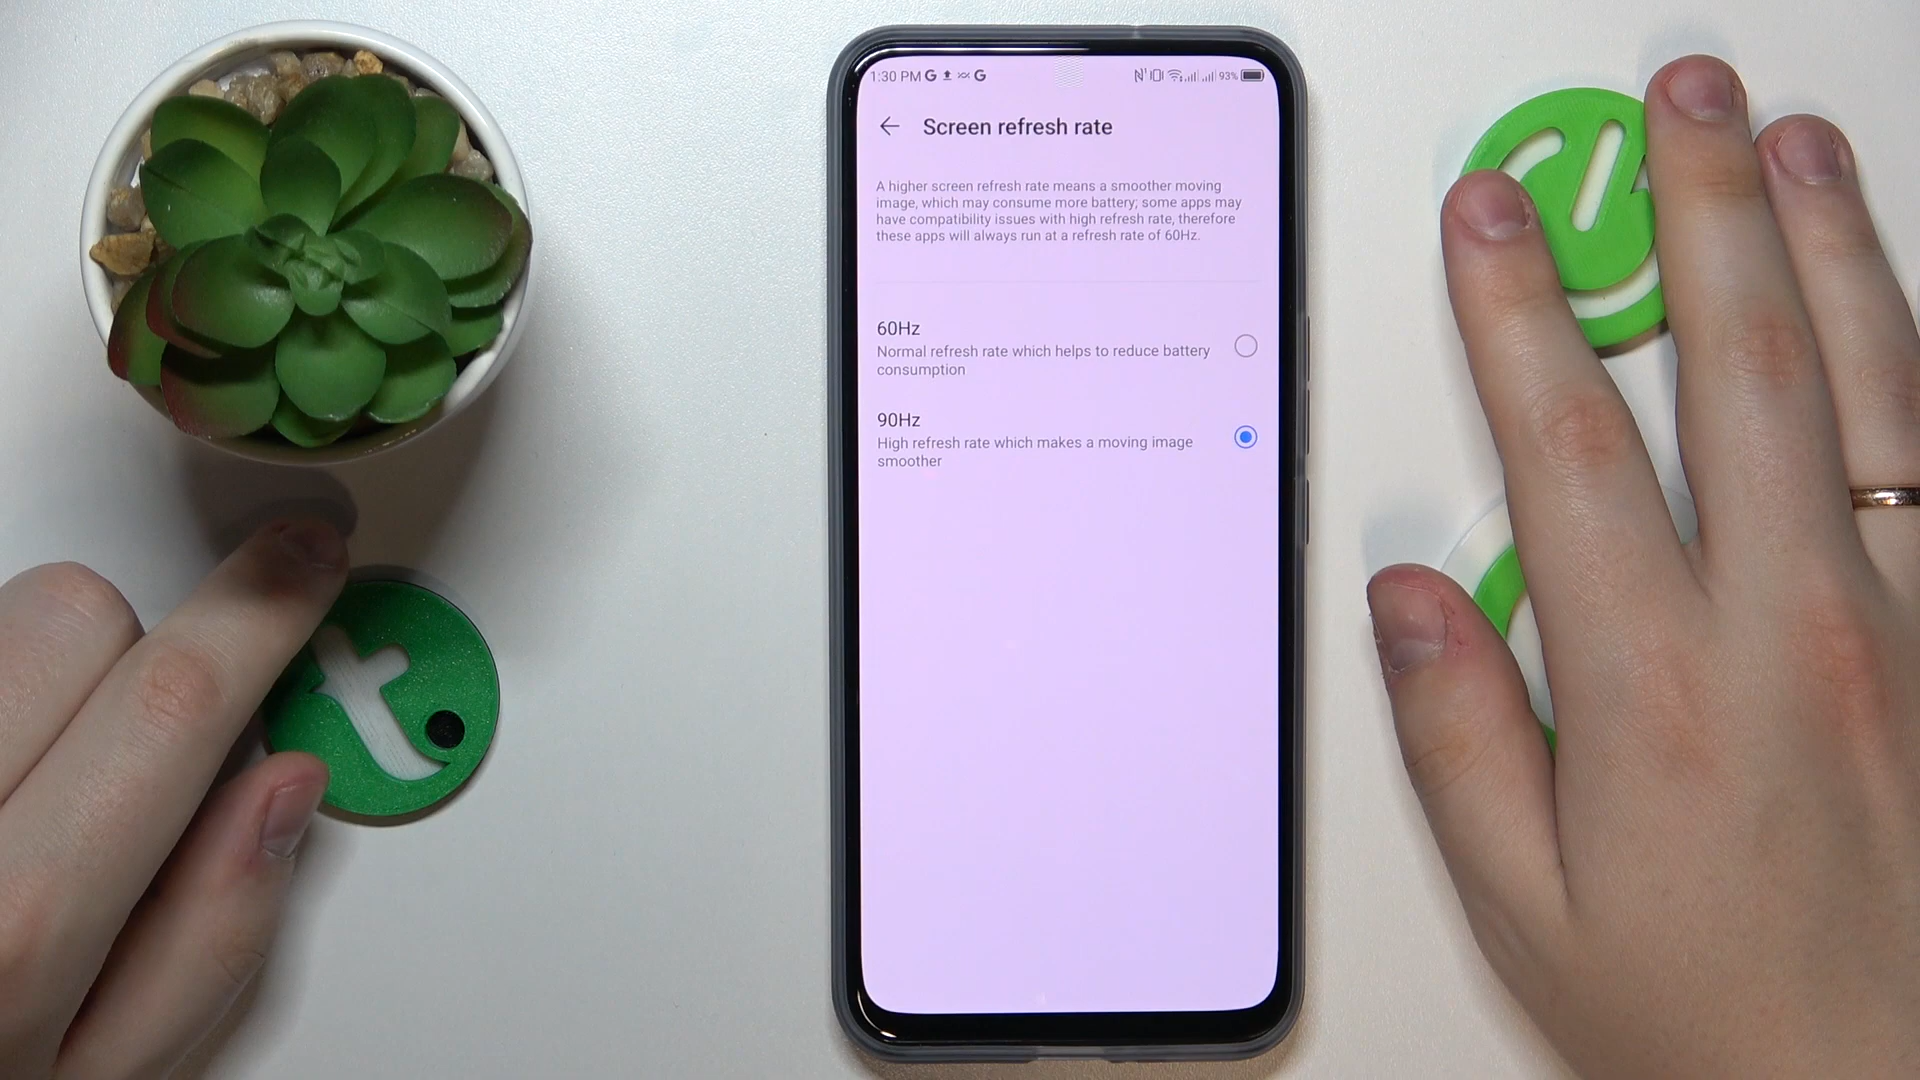 1:30 PM G G 93%
Screen refresh rate
A higher screen refresh rate means a smoother moving
image, which may consume more battery; some apps may
have compatibility issues with high refresh rate, therefore
these apps will always run at a refresh rate of 60Hz.
60Hz
Normal refresh rate which helps to reduce battery
consumption
90Hz
High refresh rate which makes a moving image
smoother